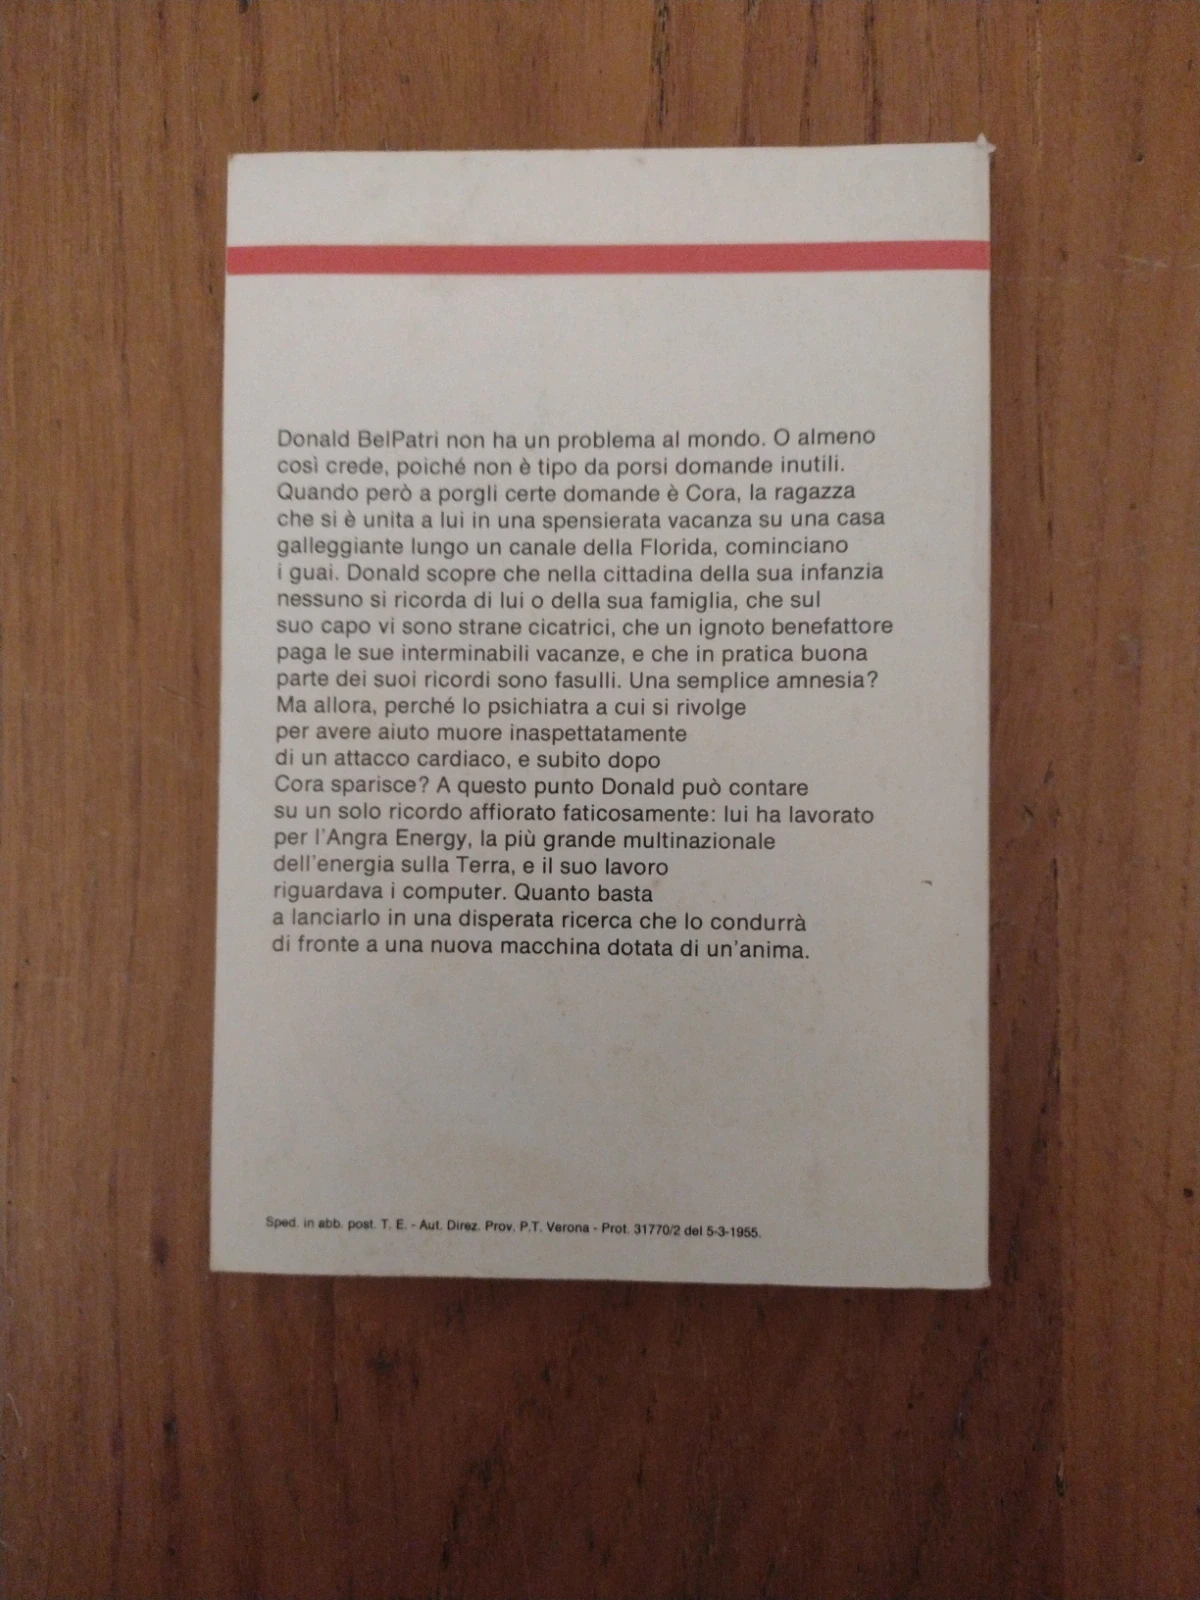 Donald BelPatri non ha un problema al mondo. O almeno
così crede, poiché non è tipo da porsi domande inutili.
Quando però a porgli certe domande è Cora, la ragazza
che si è unita a lui in una spensierata vacanza su una casa
galleggiante lungo un canale della Florida, cominciano
i guai. Donald scopre che nella cittadina della sua infanzia
nessuno si ricorda di lui o della sua famiglia, che sul
suo capo vi sono strane cicatrici, che un ignoto benefattore
paga le sue interminabili vacanze, e che in pratica buona
parte dei suoi ricordi sono fasulli. Una semplice amnesia?
Ma allora, perché lo psichiatra a cui si rivolge
per avere aiuto muore inaspettatamente
di un attacco cardiaco, e subito dopo
Cora sparisce? A questo punto Donald può contare
su un solo ricordo affiorato faticosamente: lui ha lavorato
per l'Angra Energy, la più grande multinazionale
dell'energia sulla Terra, e il suo lavoro
riguardava i computer. Quanto basta
a lanciarlo in una disperata ricerca che lo condurrà
di fronte a una nuova macchina dotata di un'anima.
Sped. in abb. post. T. E. - Aut. Direz. Prov. P.T. Verona - Prot. 31770/2 del 5-3-1955.